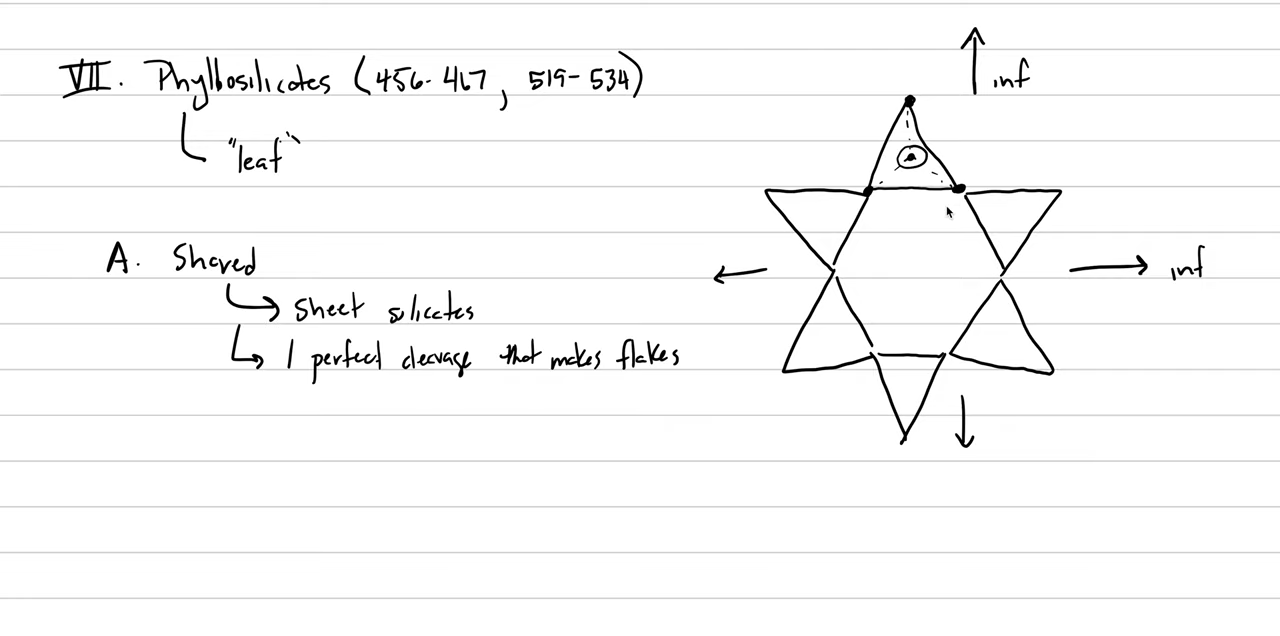 VII. Phyllosilicates (456-467, 519-534)
"leaf"
A. Shared
sheet silicates
1 perfect cleavage that makes flakes
inf
inf